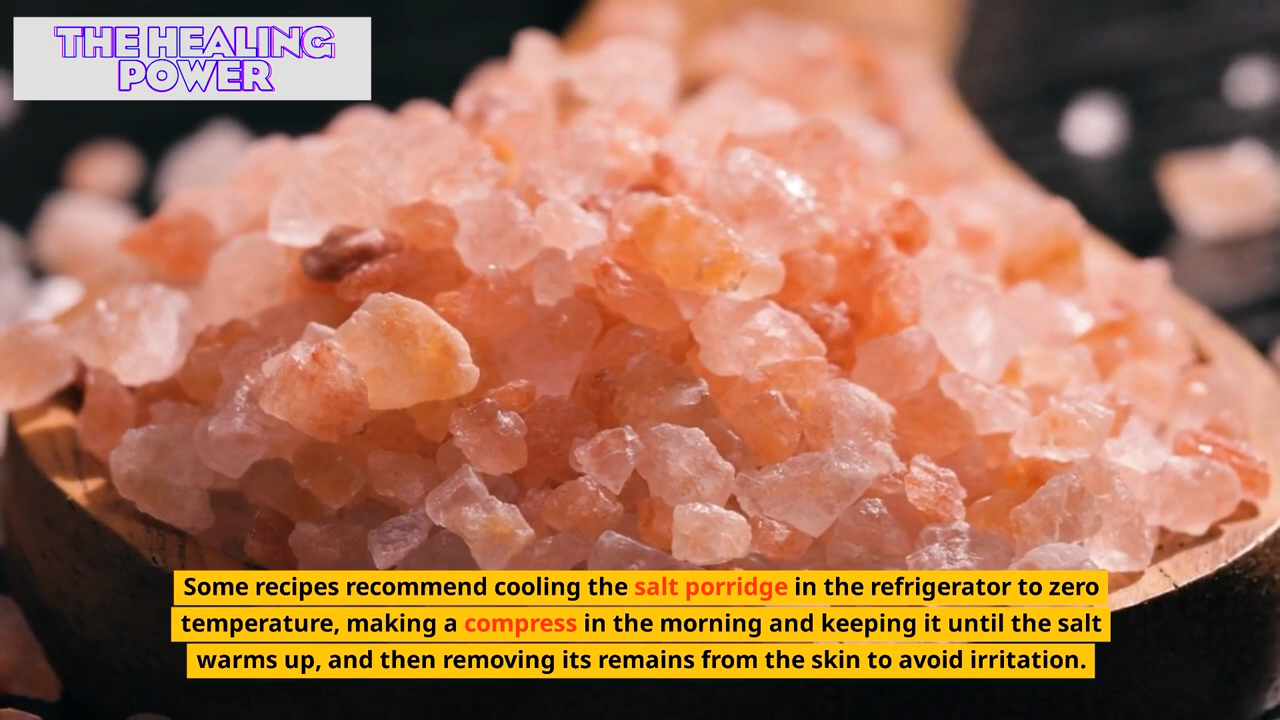 THE HEALING
POWER
Some recipes recommend cooling the salt porridge in the refrigerator to zero
temperature, making a compress in the morning and keeping it until the salt
warms up, and then removing its remains from the skin to avoid irritation.